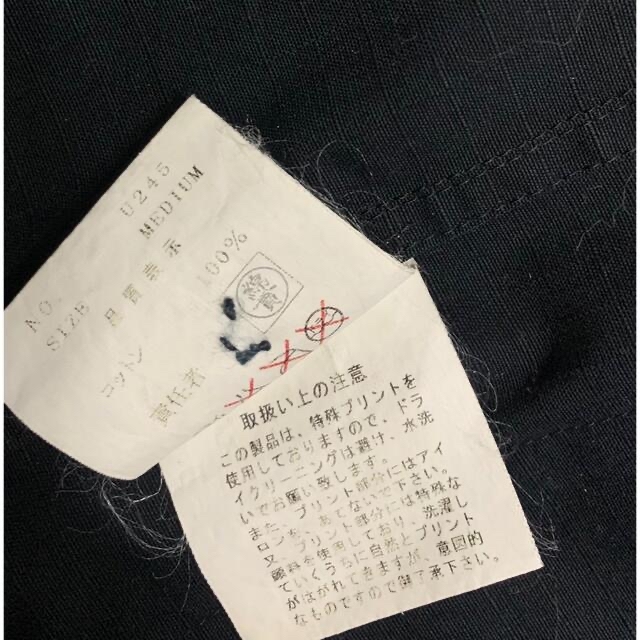 NO. U245
SIZE MEDIUM
品質表示
コットン 100%
責任者
取扱い上の注意
この製品は、特殊プリントを
使用しておりますので、ドラ
イクリーニングは避け、水洗
いでお願い致します。
また、プリント部分にはアイ
ロンを、あてないで下さい。
又、プリント部分には特殊な
顔料を使用しており、洗濯し
ていくうちに自然とプリント
がはがれてきますが、意図的
なものですので御了承下さい。